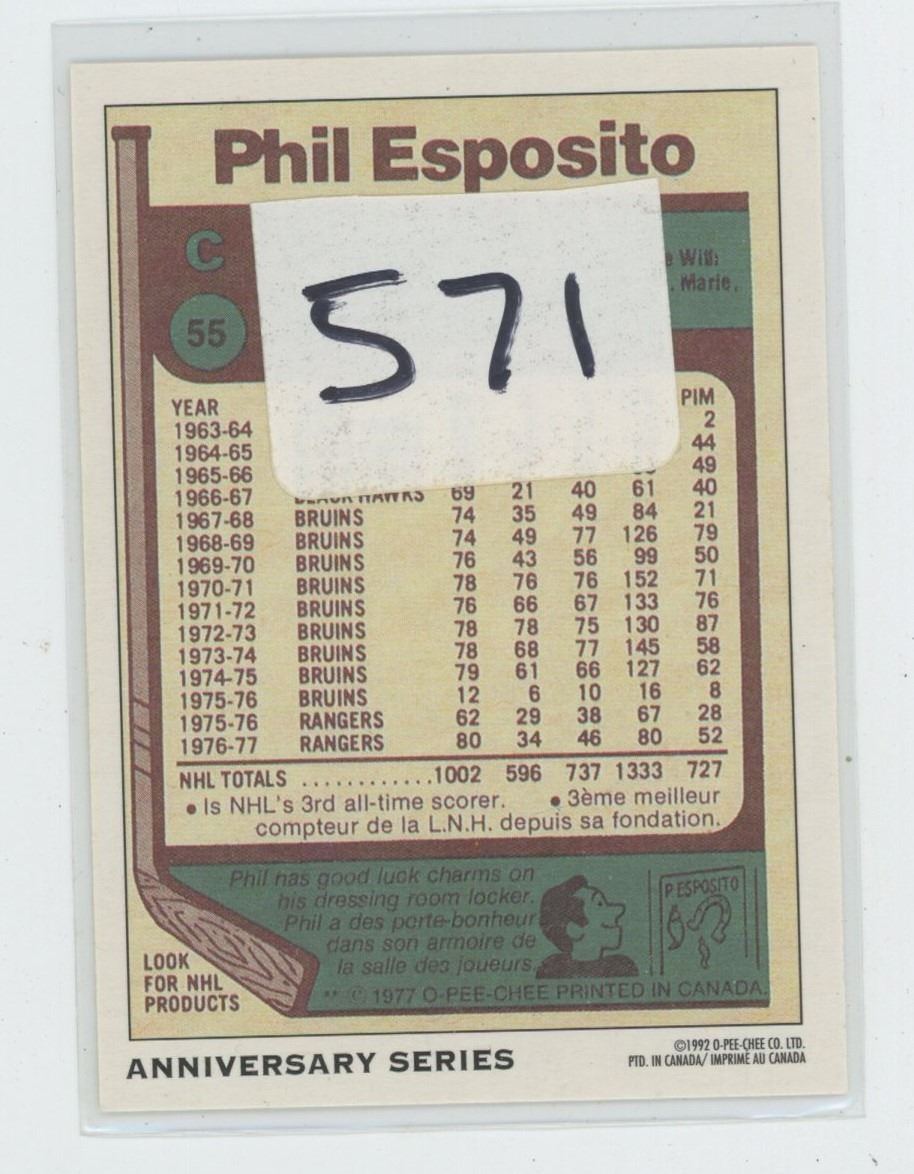 Phil Esposito
C
55
571
e With:
. Marie,
YEAR PIM
1963-64 2
1964-65 44
1965-66 49
1966-67 BLACK HAWKS 69 21 40 61 40
1967-68 BRUINS 74 35 49 84 21
1968-69 BRUINS 74 49 77 126 79
1969-70 BRUINS 76 43 56 99 50
1970-71 BRUINS 78 76 76 152 71
1971-72 BRUINS 76 66 67 133 76
1972-73 BRUINS 78 78 75 130 87
1973-74 BRUINS 78 68 77 145 58
1974-75 BRUINS 79 61 66 127 62
1975-76 BRUINS 12 6 10 16 8
1975-76 RANGERS 62 29 38 67 28
1976-77 RANGERS 80 34 46 80 52
NHL TOTALS ............1002 596 737 1333 727
• Is NHL's 3rd all-time scorer. • 3ème meilleur
compteur de la L.N.H. depuis sa fondation.
Phil has good luck charms on
his dressing room locker.
Phil a des porte-bonheur
dans son armoire de
la salle des joueurs.
P ESPOSITO
LOOK
FOR NHL
PRODUCTS
** © 1977 O-PEE-CHEE PRINTED IN CANADA.
ANNIVERSARY SERIES
©1992 O-PEE-CHEE CO. LTD.
PTD. IN CANADA/ IMPRIMÉ AU CANADA